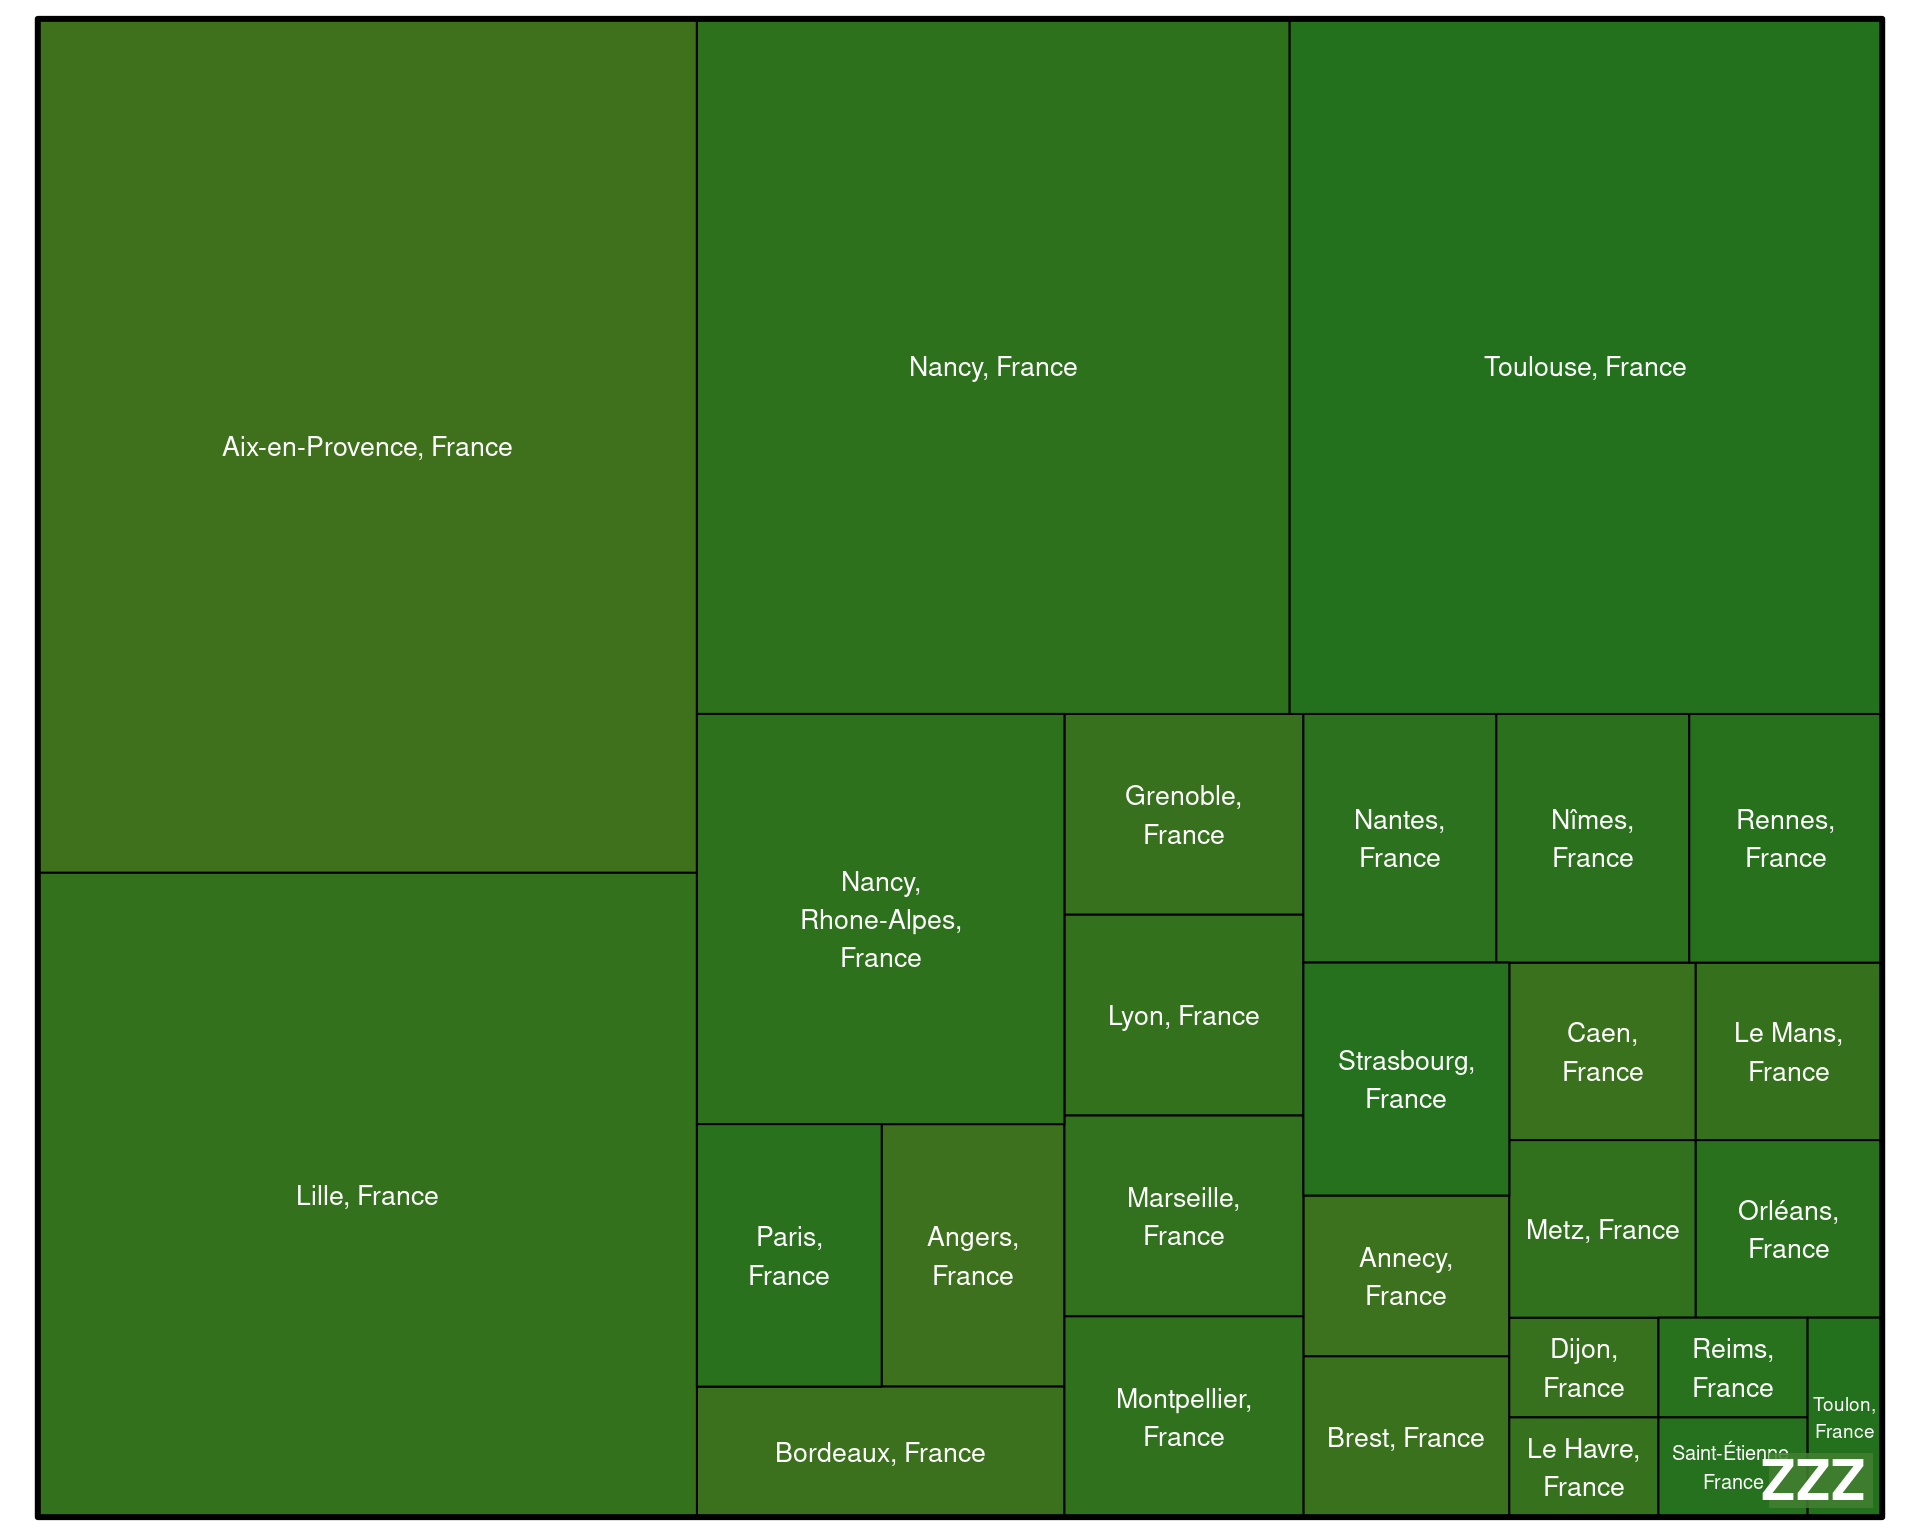 Aix-en-Provence, France
Nancy, France
Toulouse, France
Lille, France
Nancy,
Rhone-Alpes,
France
Grenoble,
France
Nantes,
France
Nîmes,
France
Rennes,
France
Lyon, France
Strasbourg,
France
Caen,
France
Le Mans,
France
Paris,
France
Angers,
France
Marseille,
France
Annecy,
France
Metz, France
Orléans,
France
Bordeaux, France
Montpellier,
France
Brest, France
Dijon,
France
Reims,
France
Toulon,
France
Le Havre,
France
Saint-Étienne,
France
ZZZ